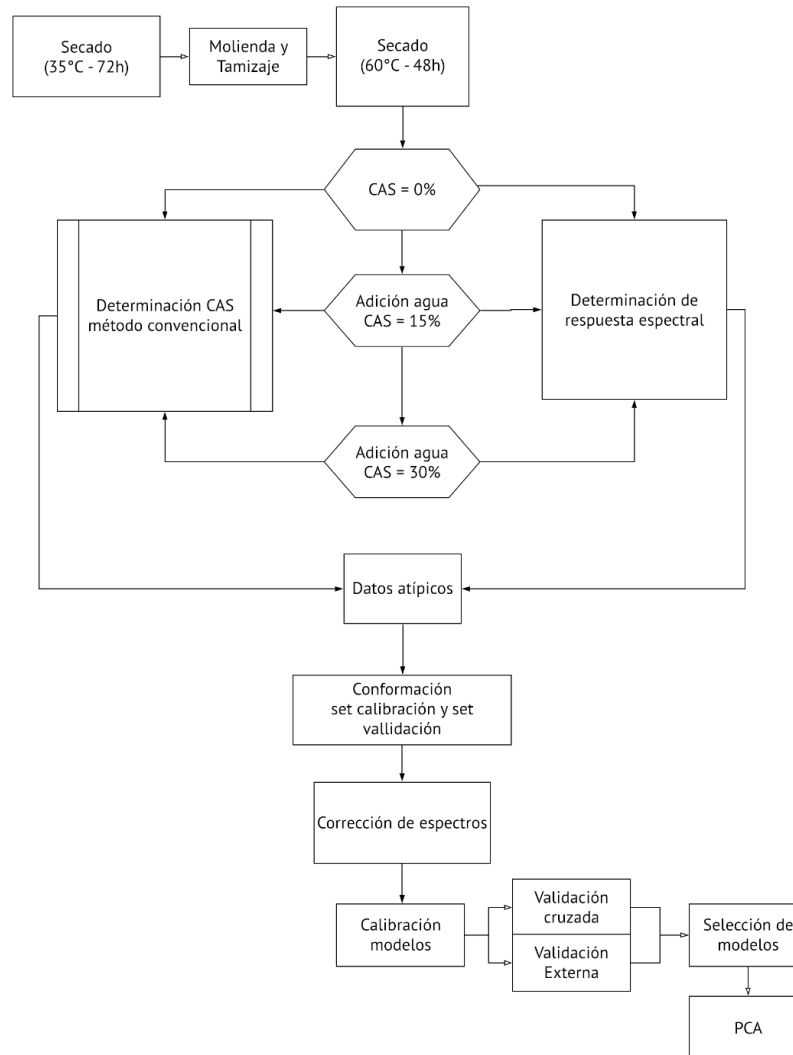 Secado
(35°C - 72h)
Molienda y
Tamizaje
Secado
(60°C - 48h)
CAS = 0%
Determinación CAS
método convencional
Adición agua
CAS = 15%
Determinación de
respuesta espectral
Adición agua
CAS = 30%
Datos atípicos
Conformación
set calibración y set
vallidación
Corrección de espectros
Calibración
modelos
Validación
cruzada
Validación
Externa
Selección de
modelos
PCA